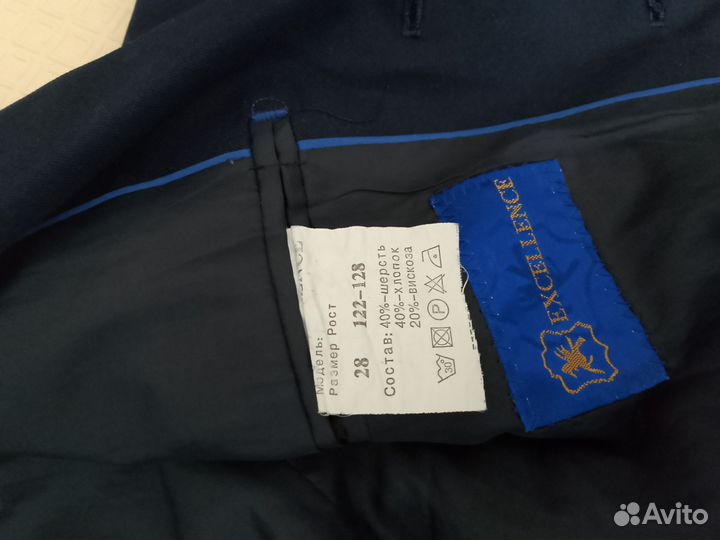 Модель:
Размер Рост
28 122-128
Состав: 40%-шерсть
40%-хлопок
20%-вискоза
30
P
EXCELLENCE
Avito